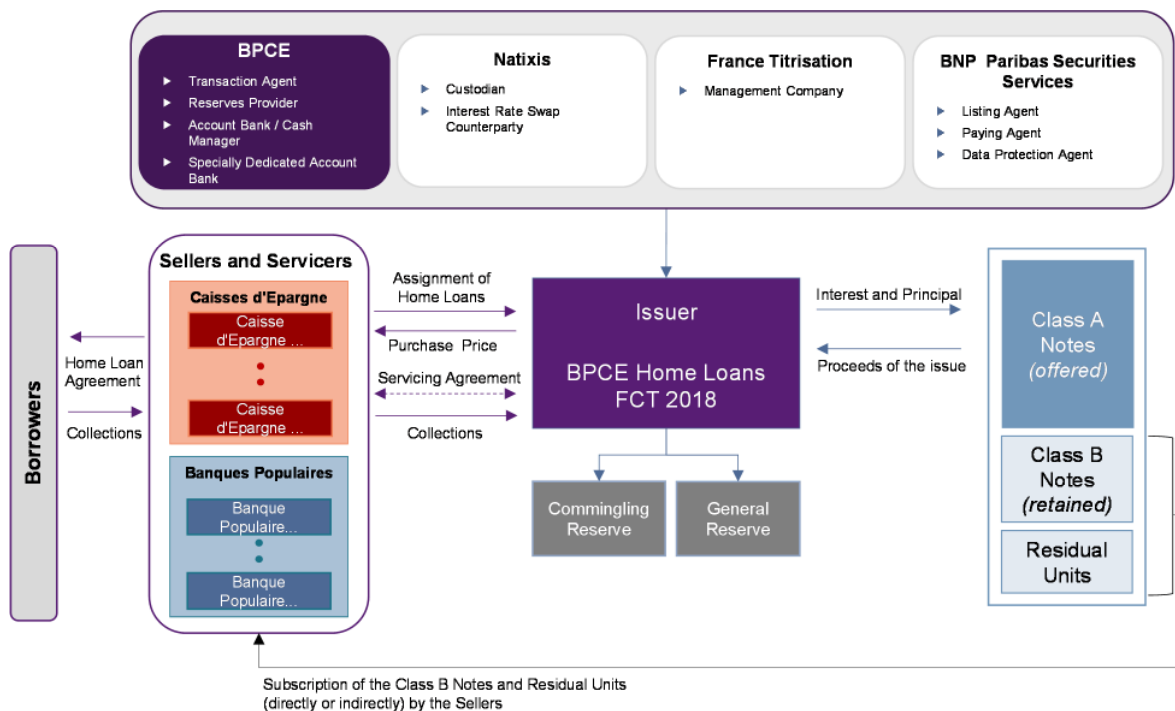 BPCE
Transaction Agent
Reserves Provider
Account Bank / Cash
Manager
Specially Dedicated Account
Bank
Natixis
Custodian
Interest Rate Swap
Counterparty
France Titrisation
Management Company
BNP Paribas Securities
Services
Listing Agent
Paying Agent
Data Protection Agent
Borrowers
Home Loan
Agreement
Collections
Sellers and Servicers
Caisses d'Epargne
Caisse
d'Epargne ...
Caisse
d'Epargne ...
Banques Populaires
Banque
Populaire...
Banque
Populaire...
Assignment of
Home Loans
Purchase Price
Servicing Agreement
Collections
Issuer
BPCE Home Loans
FCT 2018
Commingling
Reserve
General
Reserve
Interest and Principal
Proceeds of the issue
Class A
Notes
(offered)
Class B
Notes
(retained)
Residual
Units
Subscription of the Class B Notes and Residual Units
(directly or indirectly) by the Sellers